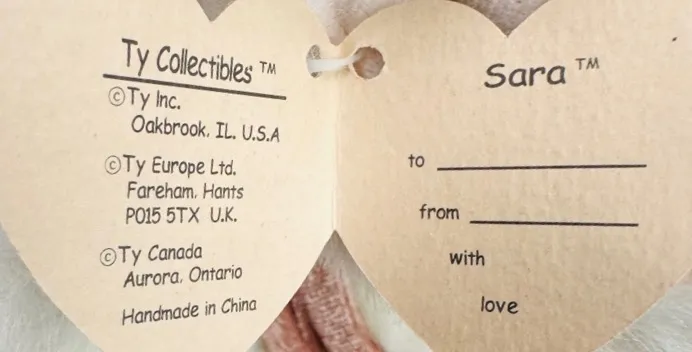 Ty Collectibles™
©Ty Inc.
Oakbrook, IL. U.S.A
©Ty Europe Ltd.
Fareham, Hants
PO15 5TX U.K.
©Ty Canada
Aurora, Ontario
Handmade in China
Sara™
to
from
with
love